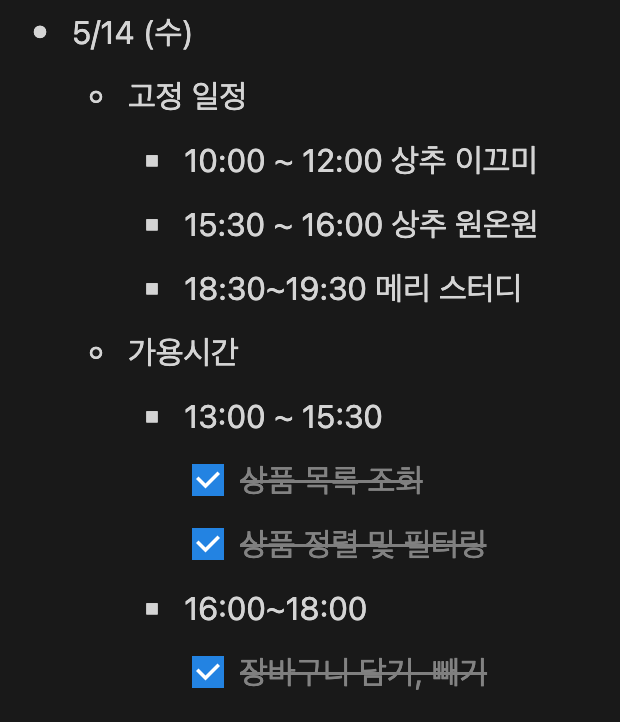 5/14 (수)
고정 일정
10:00 ~ 12:00 상추 이끄미
15:30 ~ 16:00 상추 원온원
18:30~19:30 메리 스터디
가용시간
13:00 ~ 15:30
상품 목록 조회
상품 정렬 및 필터링
16:00~18:00
장바구니 담기, 빼기